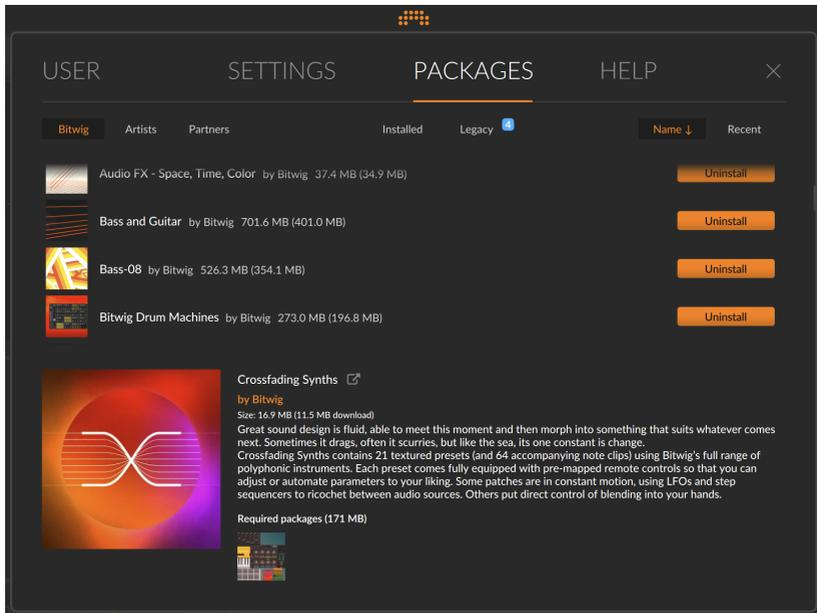 USER SETTINGS PACKAGES HELP
Bitwig Artists Partners Installed Legacy 4 Name ↓ Recent
Audio FX - Space, Time, Color by Bitwig 37.4 MB (34.9 MB) Uninstall
Bass and Guitar by Bitwig 701.6 MB (401.0 MB) Uninstall
Bass-08 by Bitwig 526.3 MB (354.1 MB) Uninstall
Bitwig Drum Machines by Bitwig 273.0 MB (196.8 MB) Uninstall
Crossfading Synths
by Bitwig
Size: 16.9 MB (11.5 MB download)
Great sound design is fluid, able to meet this moment and then morph into something that suits whatever comes
next. Sometimes it drags, often it scurries, but like the sea, its one constant is change.
Crossfading Synths contains 21 textured presets (and 64 accompanying note clips) using Bitwig's full range of
polyphonic instruments. Each preset comes fully equipped with pre-mapped remote controls so that you can
adjust or automate parameters to your liking. Some patches are in constant motion, using LFOs and step
sequencers to ricochet between audio sources. Others put direct control of blending into your hands.
Required packages (171 MB)